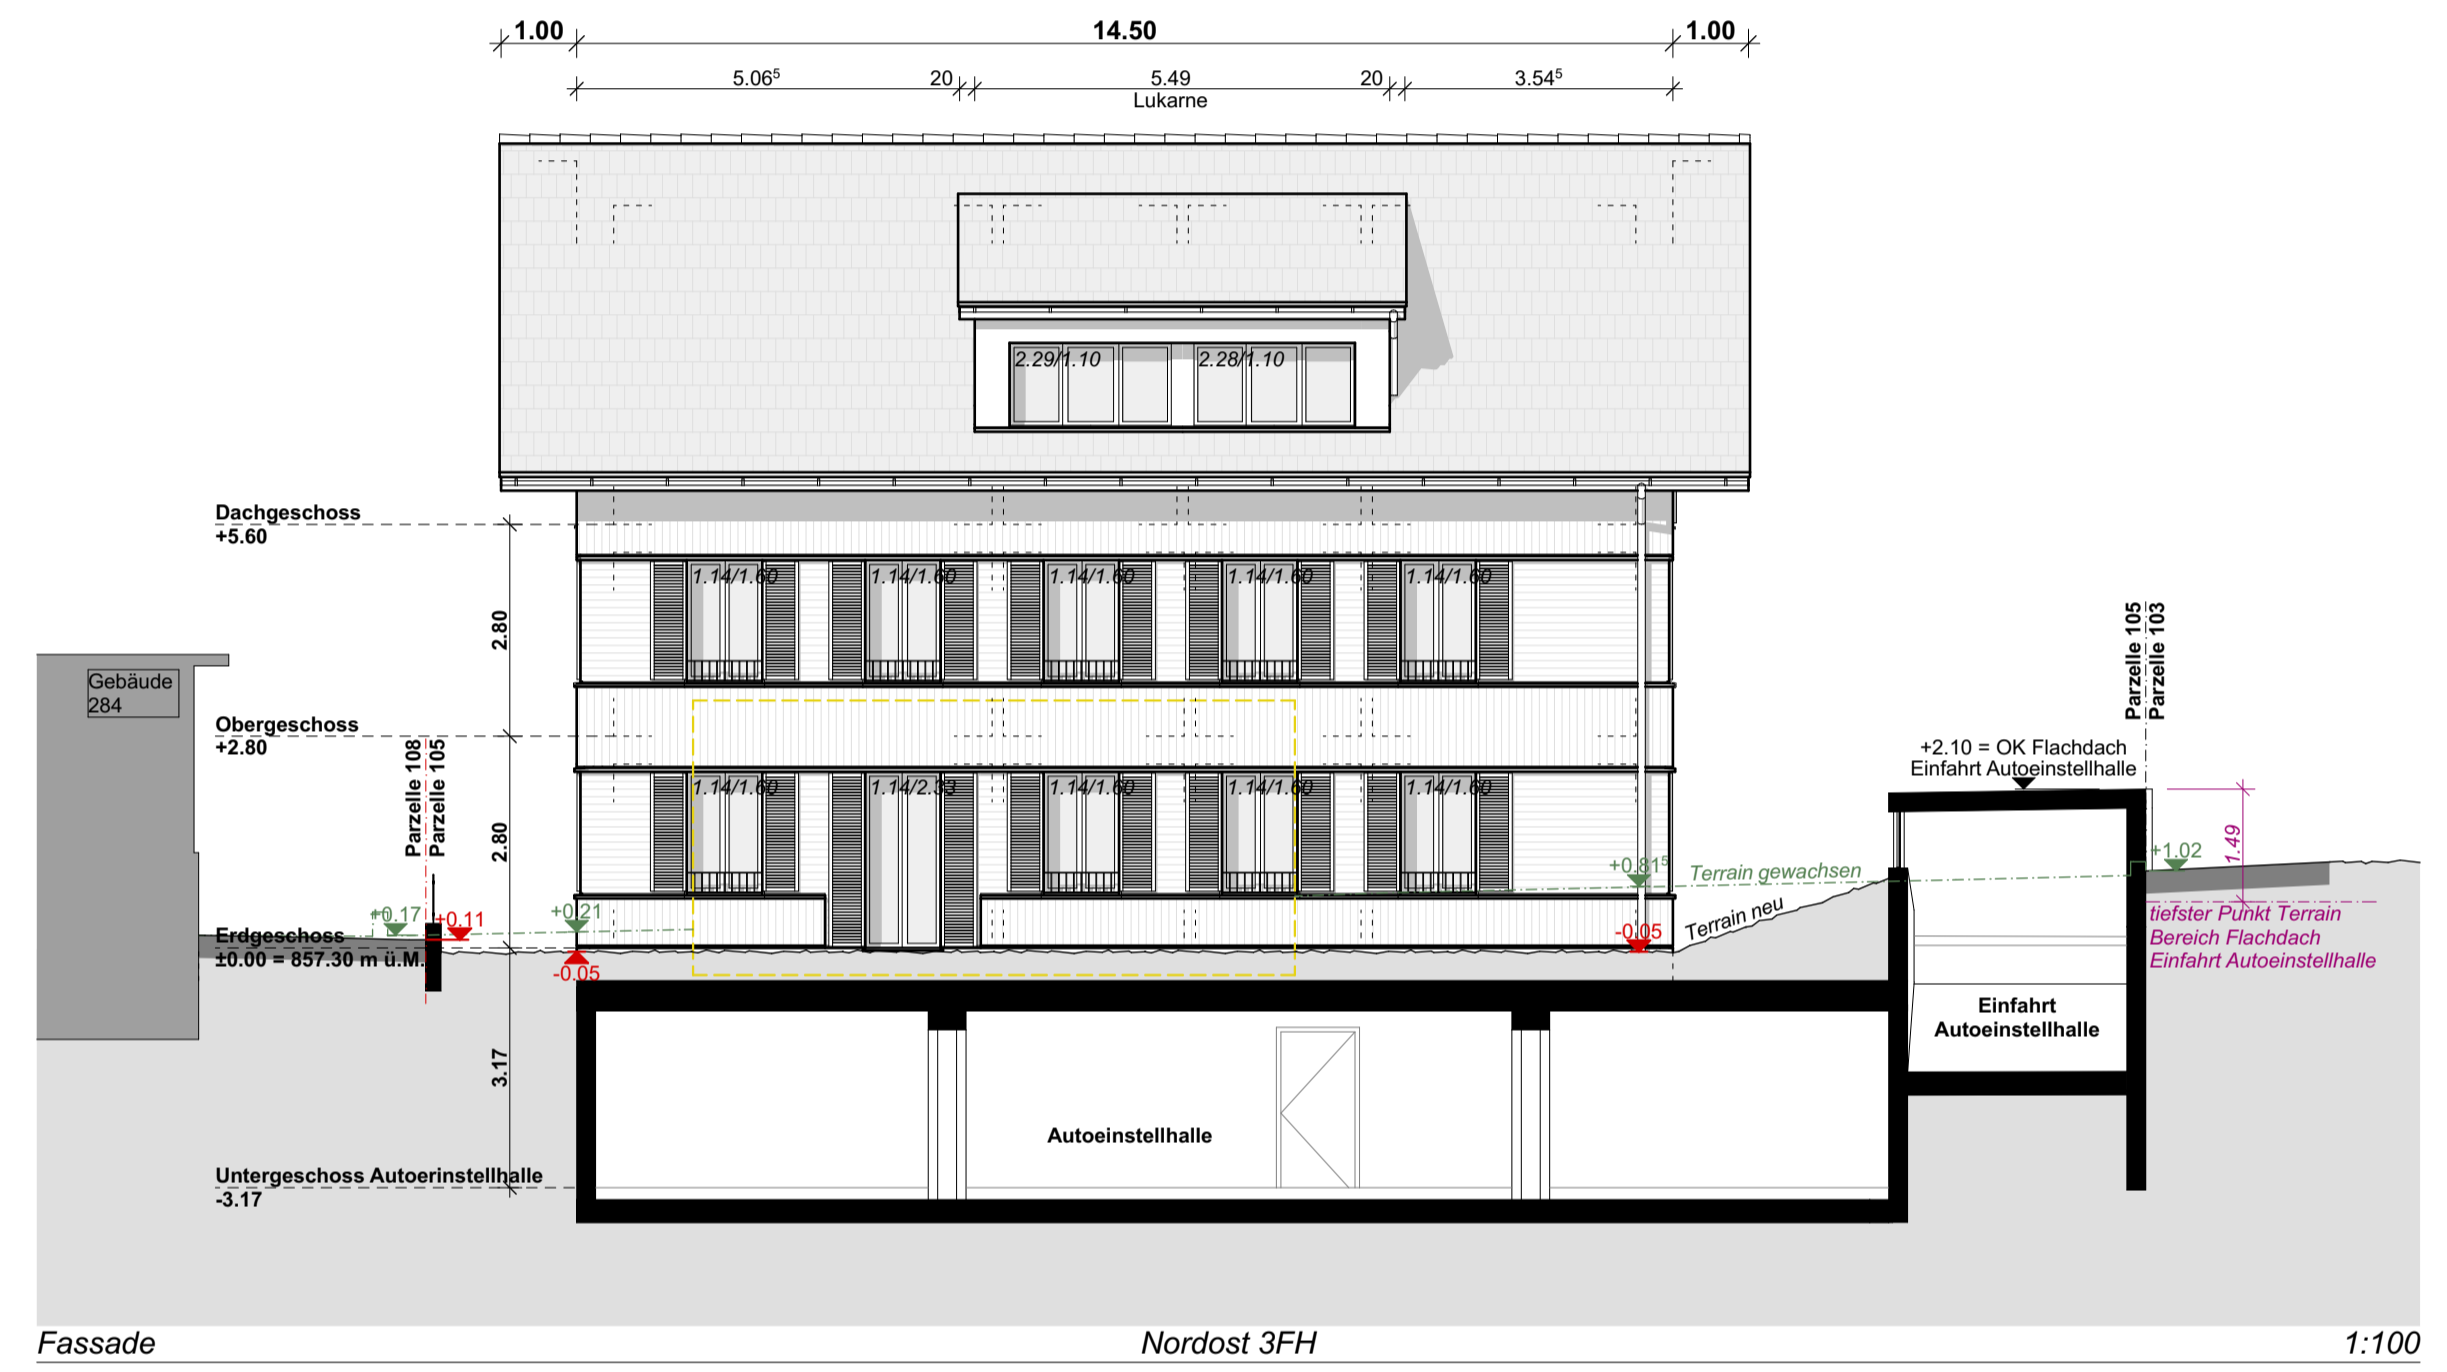 1.00 14.50 1.00
5.06⁵ 20 5.49 20 3.54⁵
Lukarne
2.29/1.10 2.28/1.10
Dachgeschoss
+5.60
1.14/1.60 1.14/1.60 1.14/1.60 1.14/1.60 1.14/1.60
2.80
Parzelle 105
Parzelle 103
Gebäude
284
Obergeschoss
+2.80
Parzelle 108
Parzelle 105
+2.10 = OK Flachdach
Einfahrt Autoeinstellhalle
1.14/1.60 1.14/2.33 1.14/1.60 1.14/1.60 1.14/1.60
2.80
1.49
+0.81⁵ Terrain gewachsen +1.02
+0.17 +0.11 +0.21
Terrain neu
tiefster Punkt Terrain
Bereich Flachdach
Einfahrt Autoeinstellhalle
Erdgeschoss
±0.00 = 857.30 m ü.M.
-0.05 -0.05
Einfahrt
Autoeinstellhalle
3.17
Autoeinstellhalle
Untergeschoss Autoerinstellhalle
-3.17
Fassade Nordost 3FH 1:100